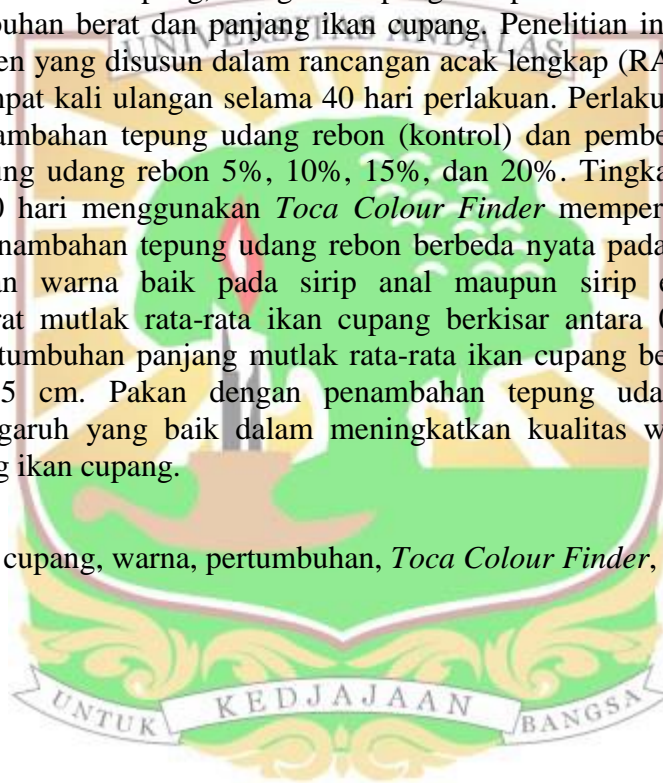 buhan berat dan panjang ikan cupang. Penelitian in
UNIVERSITAS ANDALAS
en yang disusun dalam rancangan acak lengkap (RA
mpat kali ulangan selama 40 hari perlakuan. Perlaku
ambahan tepung udang rebon (kontrol) dan pembe
ung udang rebon 5%, 10%, 15%, dan 20%. Tingka
0 hari menggunakan Toca Colour Finder memper
nambahan tepung udang rebon berbeda nyata pada
an warna baik pada sirip anal maupun sirip
rat mutlak rata-rata ikan cupang berkisar antara 0
tumbuhan panjang mutlak rata-rata ikan cupang be
5 cm. Pakan dengan penambahan tepung uda
garuh yang baik dalam meningkatkan kualitas w
g ikan cupang.
cupang, warna, pertumbuhan, Toca Colour Finder,
UNTUK KEDJAJAAN BANGSA